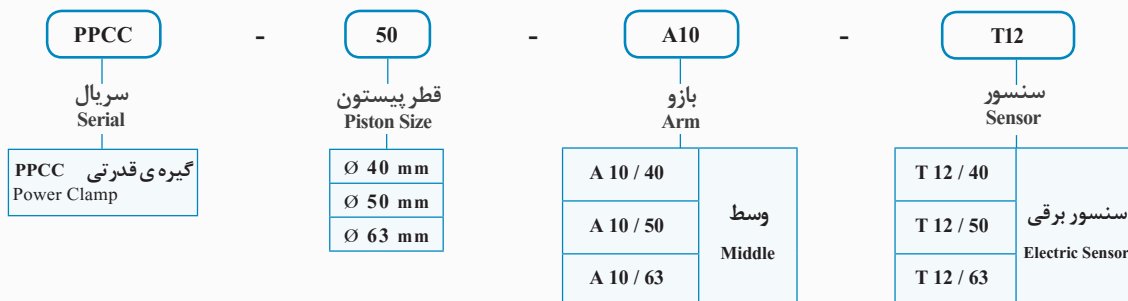 PPCC - 50 - A10 - T12
سریال
Serial
قطر پیستون
Piston Size
بازو
Arm
سنسور
Sensor
گیره ی قدرتی PPCC
Power Clamp
Ø 40 mm
Ø 50 mm
Ø 63 mm
A 10 / 40
A 10 / 50
A 10 / 63
وسط
Middle
T 12 / 40
T 12 / 50
T 12 / 63
سنسور برقی
Electric Sensor